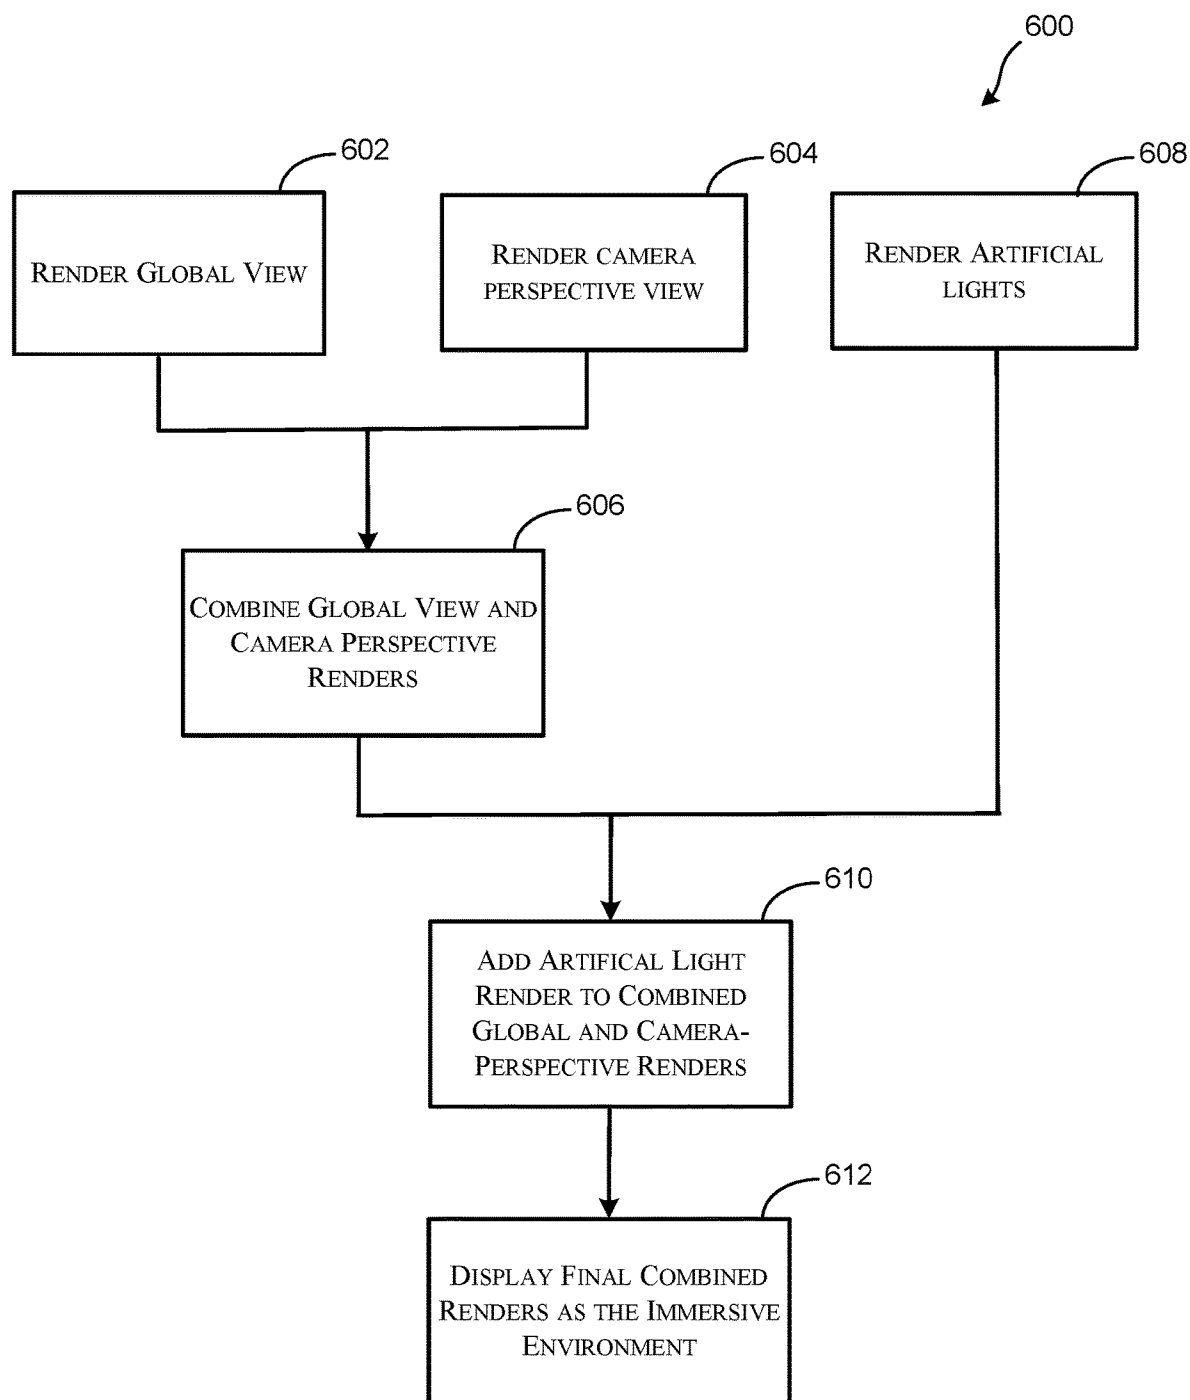 600
602
604
608
RENDER GLOBAL VIEW
RENDER CAMERA
PERSPECTIVE VIEW
RENDER ARTIFICIAL
LIGHTS
606
COMBINE GLOBAL VIEW AND
CAMERA PERSPECTIVE
RENDERS
610
ADD ARTIFICAL LIGHT
RENDER TO COMBINED
GLOBAL AND CAMERA-
PERSPECTIVE RENDERS
612
DISPLAY FINAL COMBINED
RENDERS AS THE IMMERSIVE
ENVIRONMENT